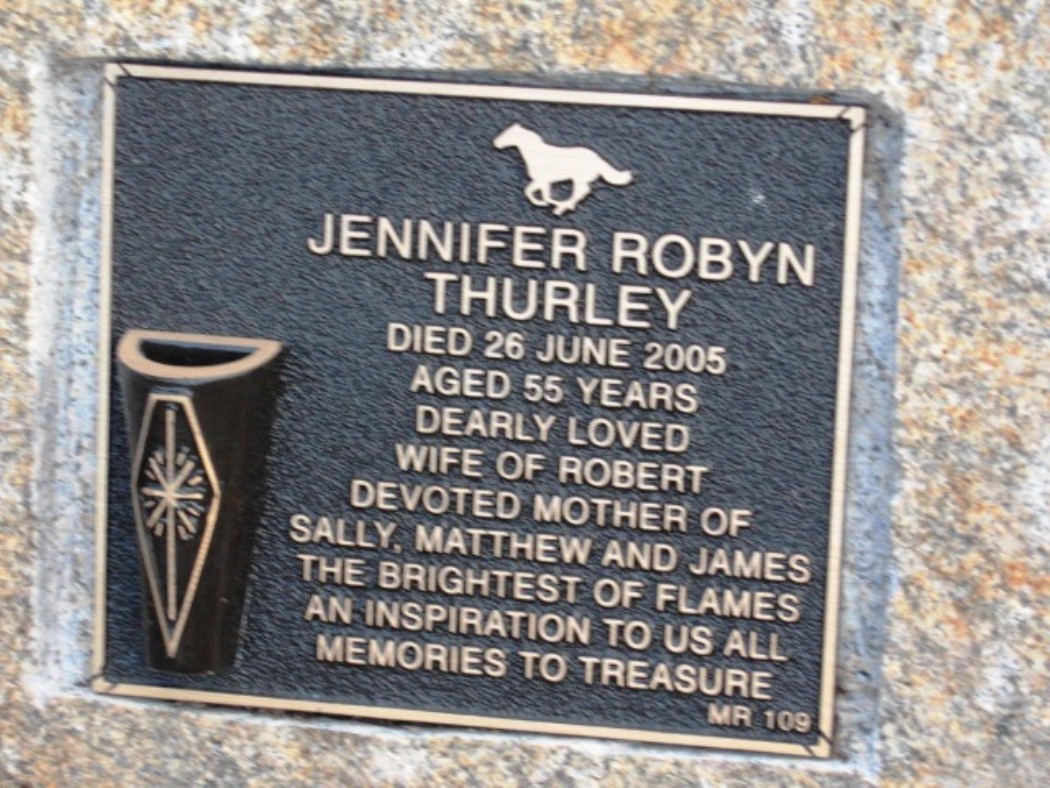 JENNIFER ROBYN
THURLEY
DIED 26 JUNE 2005
AGED 55 YEARS
DEARLY LOVED
WIFE OF ROBERT
DEVOTED MOTHER OF
SALLY, MATTHEW AND JAMES
THE BRIGHTEST OF FLAMES
AN INSPIRATION TO US ALL
MEMORIES TO TREASURE
MR 109